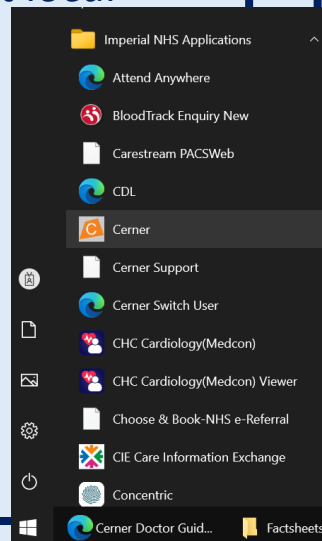 Imperial NHS Applications
Attend Anywhere
BloodTrack Enquiry New
Carestream PACSWeb
CDL
Cerner
Cerner Support
Cerner Switch User
CHC Cardiology(Medcon)
CHC Cardiology(Medcon) Viewer
Choose & Book-NHS e-Referral
CIE Care Information Exchange
Concentric
Cerner Doctor Guid... Factsheets